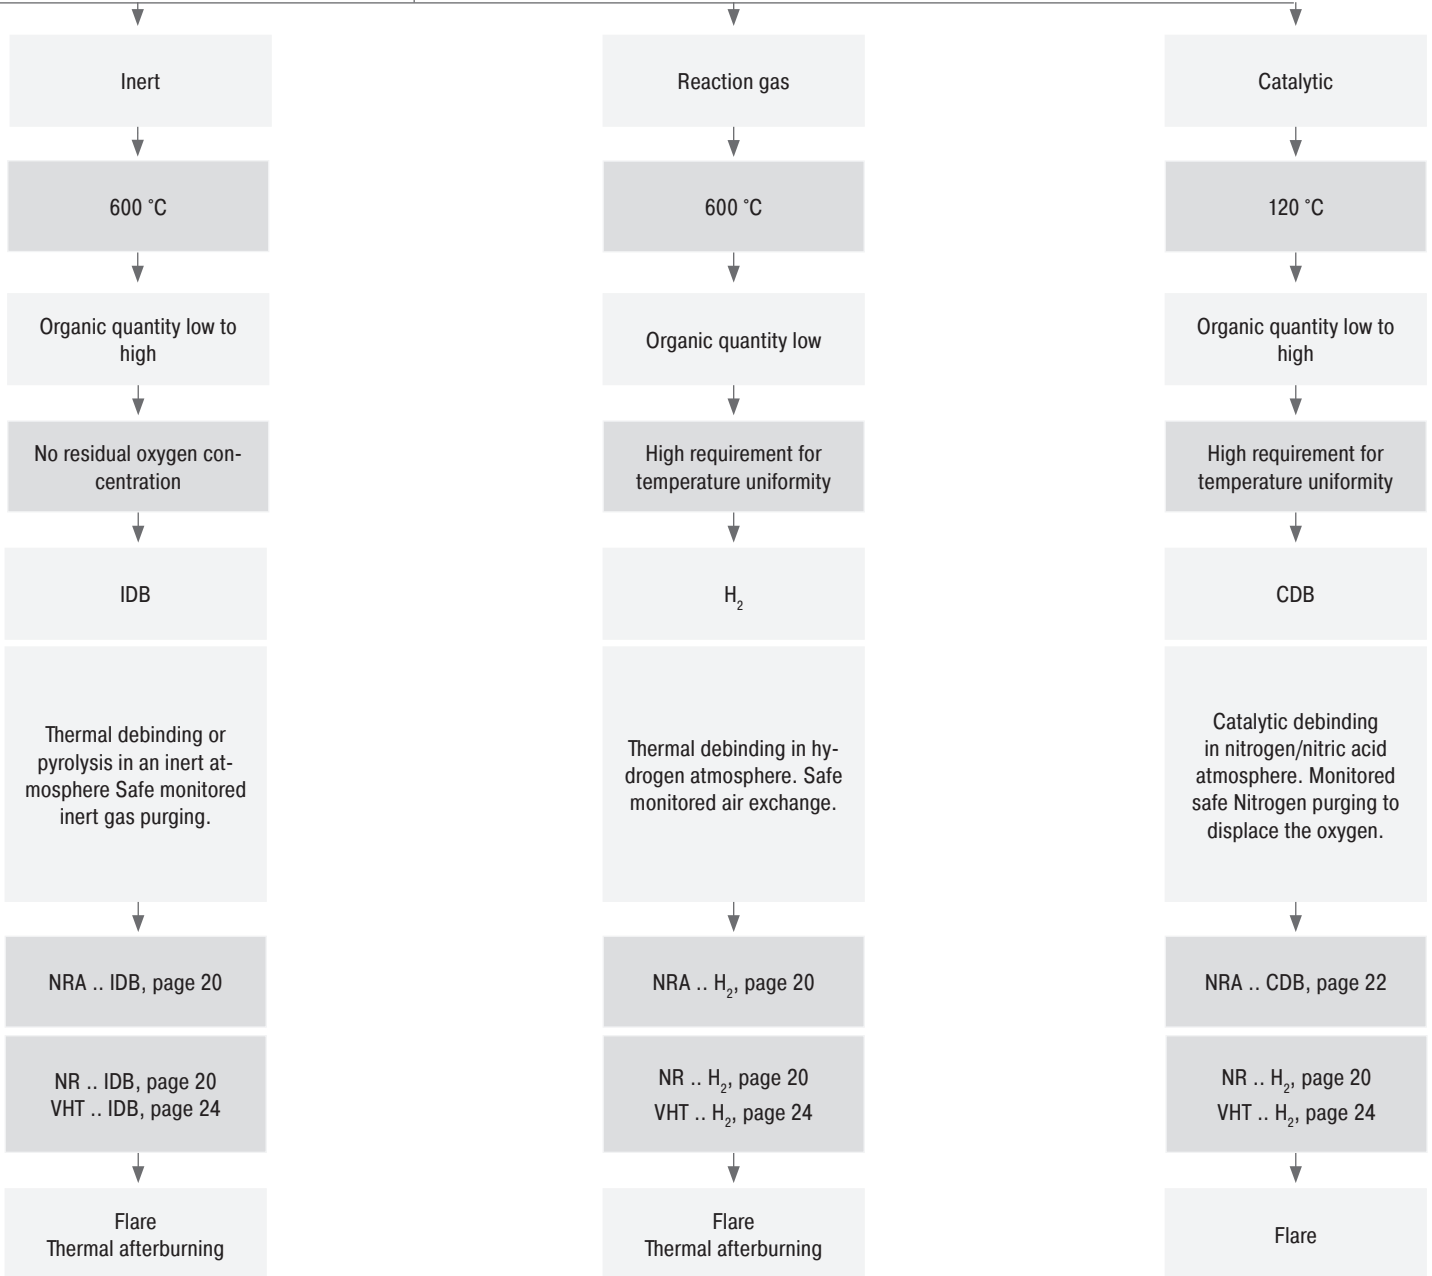 Inert
600 °C
Organic quantity low to
high
No residual oxygen con-
centration
IDB
Thermal debinding or
pyrolysis in an inert at-
mosphere Safe monitored
inert gas purging.
NRA .. IDB, page 20
NR .. IDB, page 20
VHT .. IDB, page 24
Flare
Thermal afterburning
Reaction gas
600 °C
Organic quantity low
High requirement for
temperature uniformity
H₂
Thermal debinding in hy-
drogen atmosphere. Safe
monitored air exchange.
NRA .. H₂, page 20
NR .. H₂, page 20
VHT .. H₂, page 24
Flare
Thermal afterburning
Catalytic
120 °C
Organic quantity low to
high
High requirement for
temperature uniformity
CDB
Catalytic debinding
in nitrogen/nitric acid
atmosphere. Monitored
safe Nitrogen purging to
displace the oxygen.
NRA .. CDB, page 22
NR .. H₂, page 20
VHT .. H₂, page 24
Flare